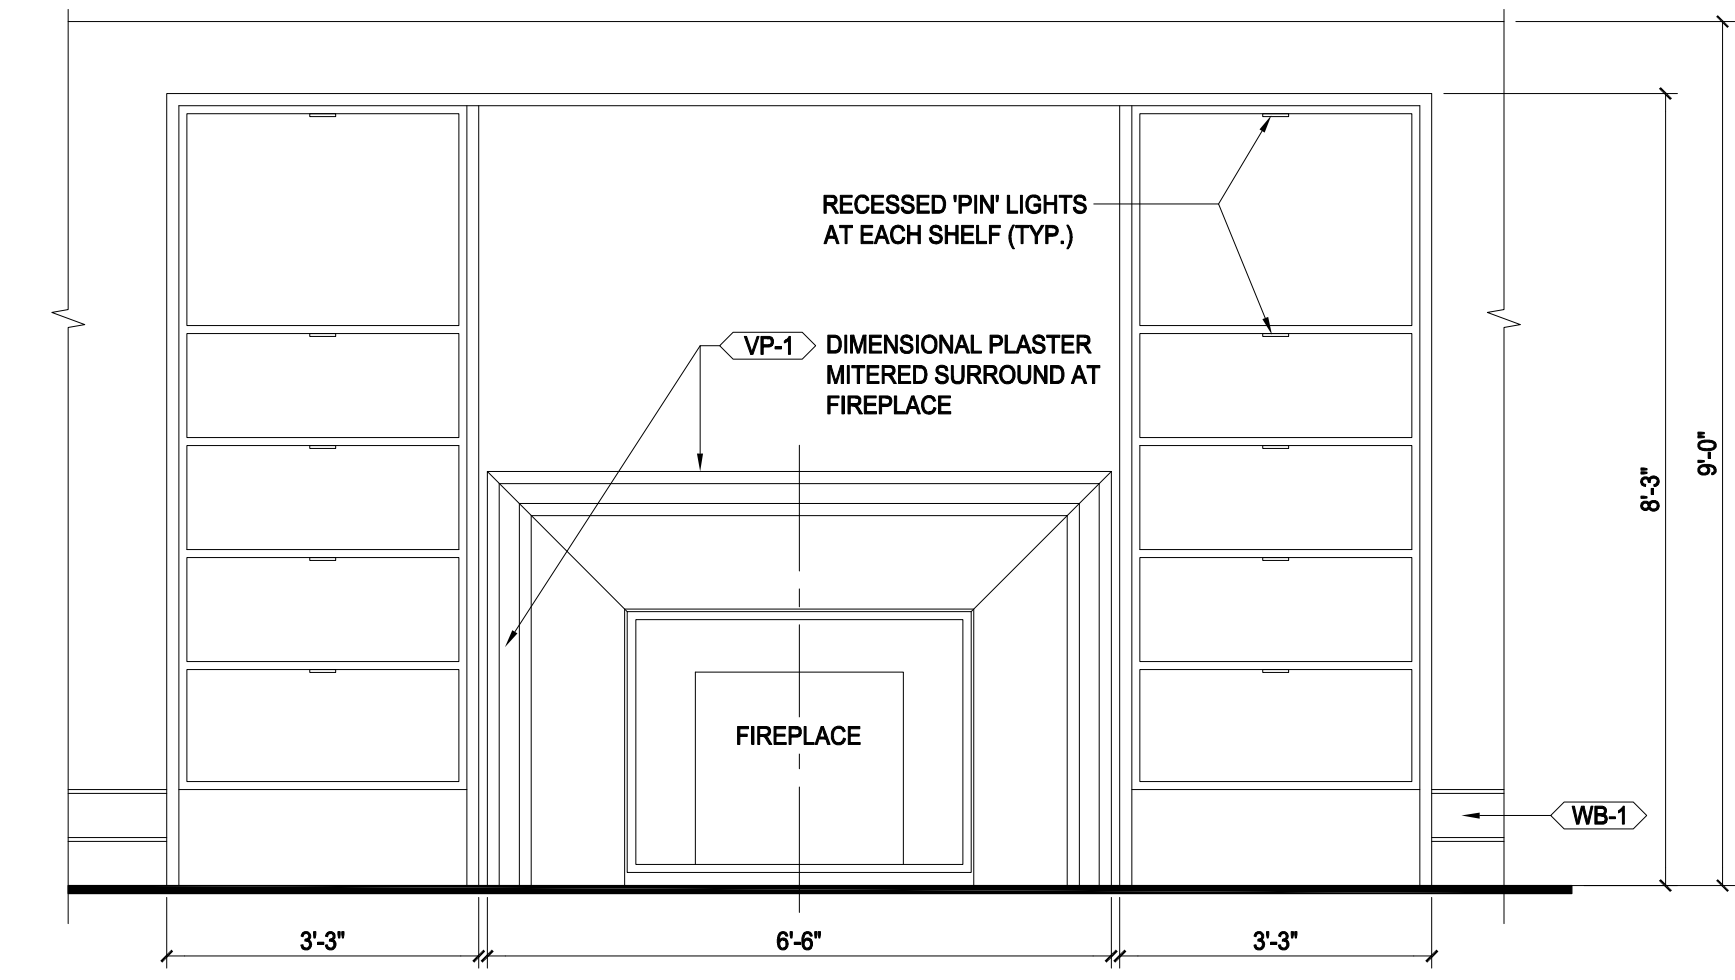 RECESSED 'PIN' LIGHTS
AT EACH SHELF (TYP.)
VP-1
DIMENSIONAL PLASTER
MITERED SURROUND AT
FIREPLACE
9'-0"
8'-3"
FIREPLACE
WB-1
3'-3"
6'-6"
3'-3"